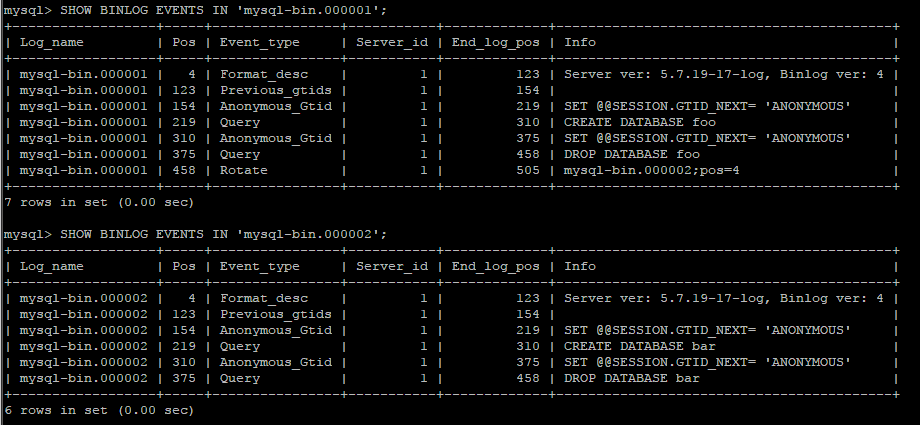 mysql> SHOW BINLOG EVENTS IN 'mysql-bin.000001';
+------------------+-----+----------------+-----------+-------------+---------------------------------------+
| Log_name         | Pos | Event_type     | Server_id | End_log_pos | Info                                  |
+------------------+-----+----------------+-----------+-------------+---------------------------------------+
| mysql-bin.000001 |   4 | Format_desc    |         1 |         123 | Server ver: 5.7.19-17-log, Binlog ver: 4 |
| mysql-bin.000001 | 123 | Previous_gtids |         1 |         154 |                                       |
| mysql-bin.000001 | 154 | Anonymous_Gtid |         1 |         219 | SET @@SESSION.GTID_NEXT= 'ANONYMOUS'  |
| mysql-bin.000001 | 219 | Query          |         1 |         310 | CREATE DATABASE foo                   |
| mysql-bin.000001 | 310 | Anonymous_Gtid |         1 |         375 | SET @@SESSION.GTID_NEXT= 'ANONYMOUS'  |
| mysql-bin.000001 | 375 | Query          |         1 |         458 | DROP DATABASE foo                     |
| mysql-bin.000001 | 458 | Rotate         |         1 |         505 | mysql-bin.000002;pos=4                |
+------------------+-----+----------------+-----------+-------------+---------------------------------------+
7 rows in set (0.00 sec)
mysql> SHOW BINLOG EVENTS IN 'mysql-bin.000002';
+------------------+-----+----------------+-----------+-------------+---------------------------------------+
| Log_name         | Pos | Event_type     | Server_id | End_log_pos | Info                                  |
+------------------+-----+----------------+-----------+-------------+---------------------------------------+
| mysql-bin.000002 |   4 | Format_desc    |         1 |         123 | Server ver: 5.7.19-17-log, Binlog ver: 4 |
| mysql-bin.000002 | 123 | Previous_gtids |         1 |         154 |                                       |
| mysql-bin.000002 | 154 | Anonymous_Gtid |         1 |         219 | SET @@SESSION.GTID_NEXT= 'ANONYMOUS'  |
| mysql-bin.000002 | 219 | Query          |         1 |         310 | CREATE DATABASE bar                   |
| mysql-bin.000002 | 310 | Anonymous_Gtid |         1 |         375 | SET @@SESSION.GTID_NEXT= 'ANONYMOUS'  |
| mysql-bin.000002 | 375 | Query          |         1 |         458 | DROP DATABASE bar                     |
+------------------+-----+----------------+-----------+-------------+---------------------------------------+
6 rows in set (0.00 sec)